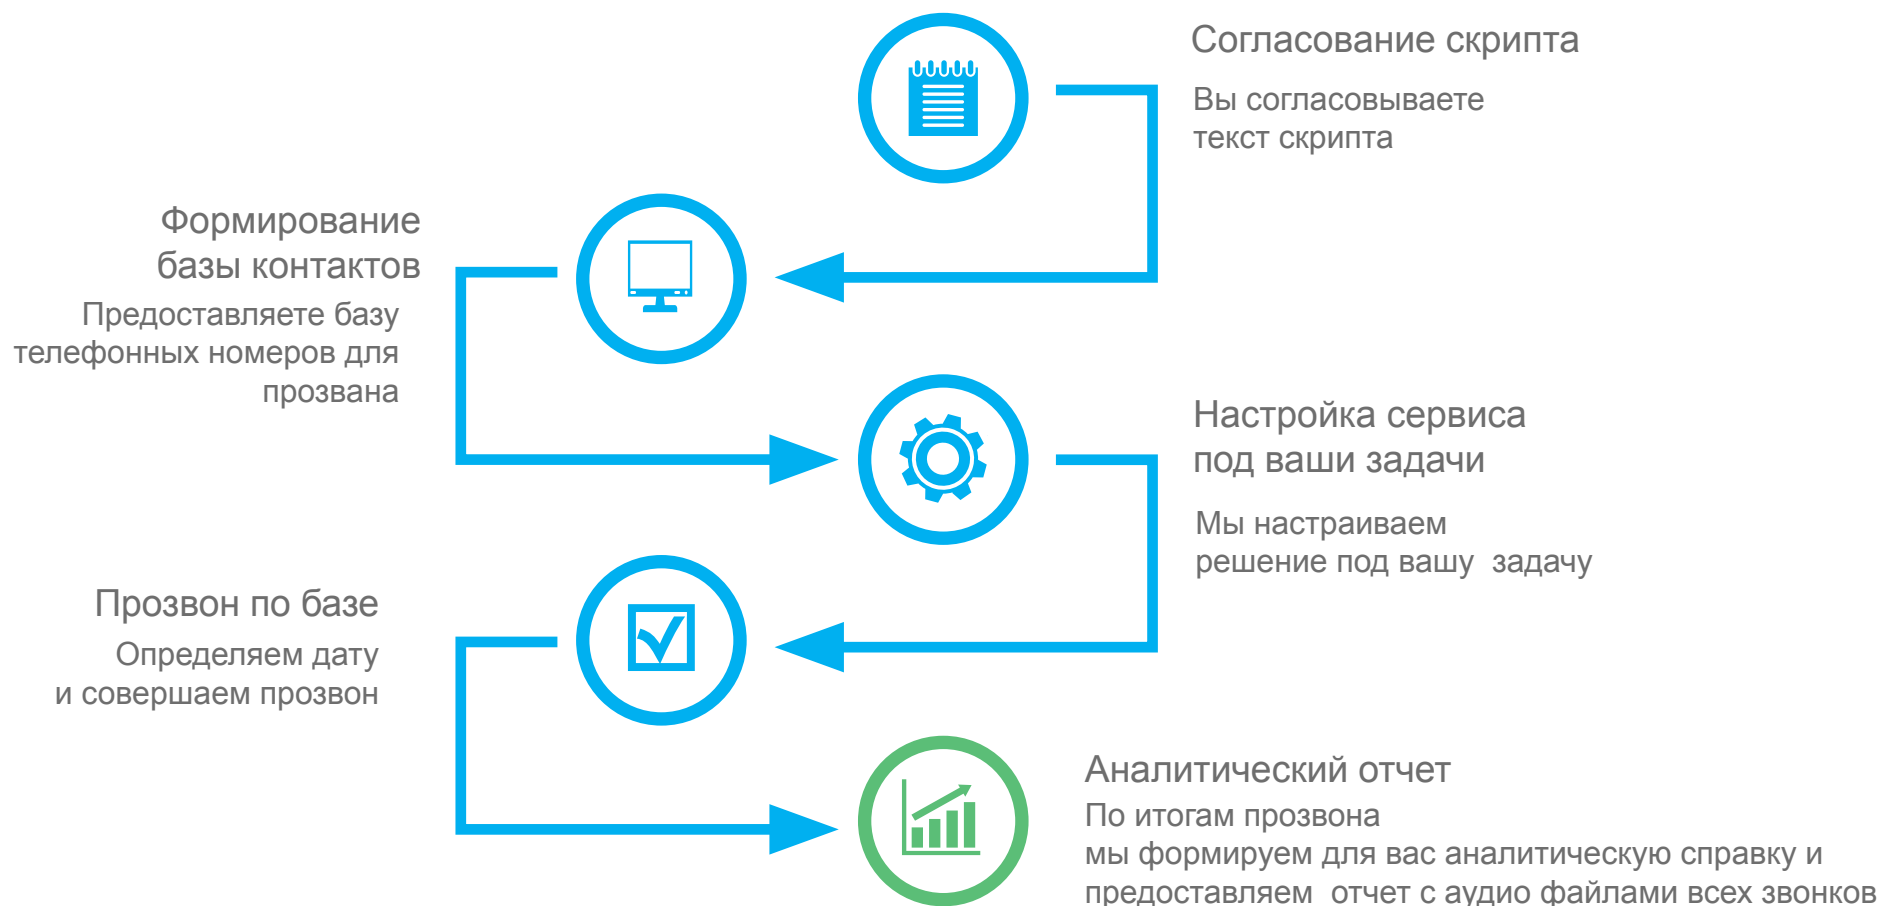 Согласование скрипта
Вы согласовываете
текст скрипта
Формирование
базы контактов
Предоставляете базу
телефонных номеров для
прозвана
Настройка сервиса
под ваши задачи
Мы настраиваем
решение под вашу  задачу
Прозвон по базе
Определяем дату
и совершаем прозвон
Аналитический отчет
По итогам прозвона
мы формируем для вас аналитическую справку и
предоставляем  отчет с аудио файлами всех звонков